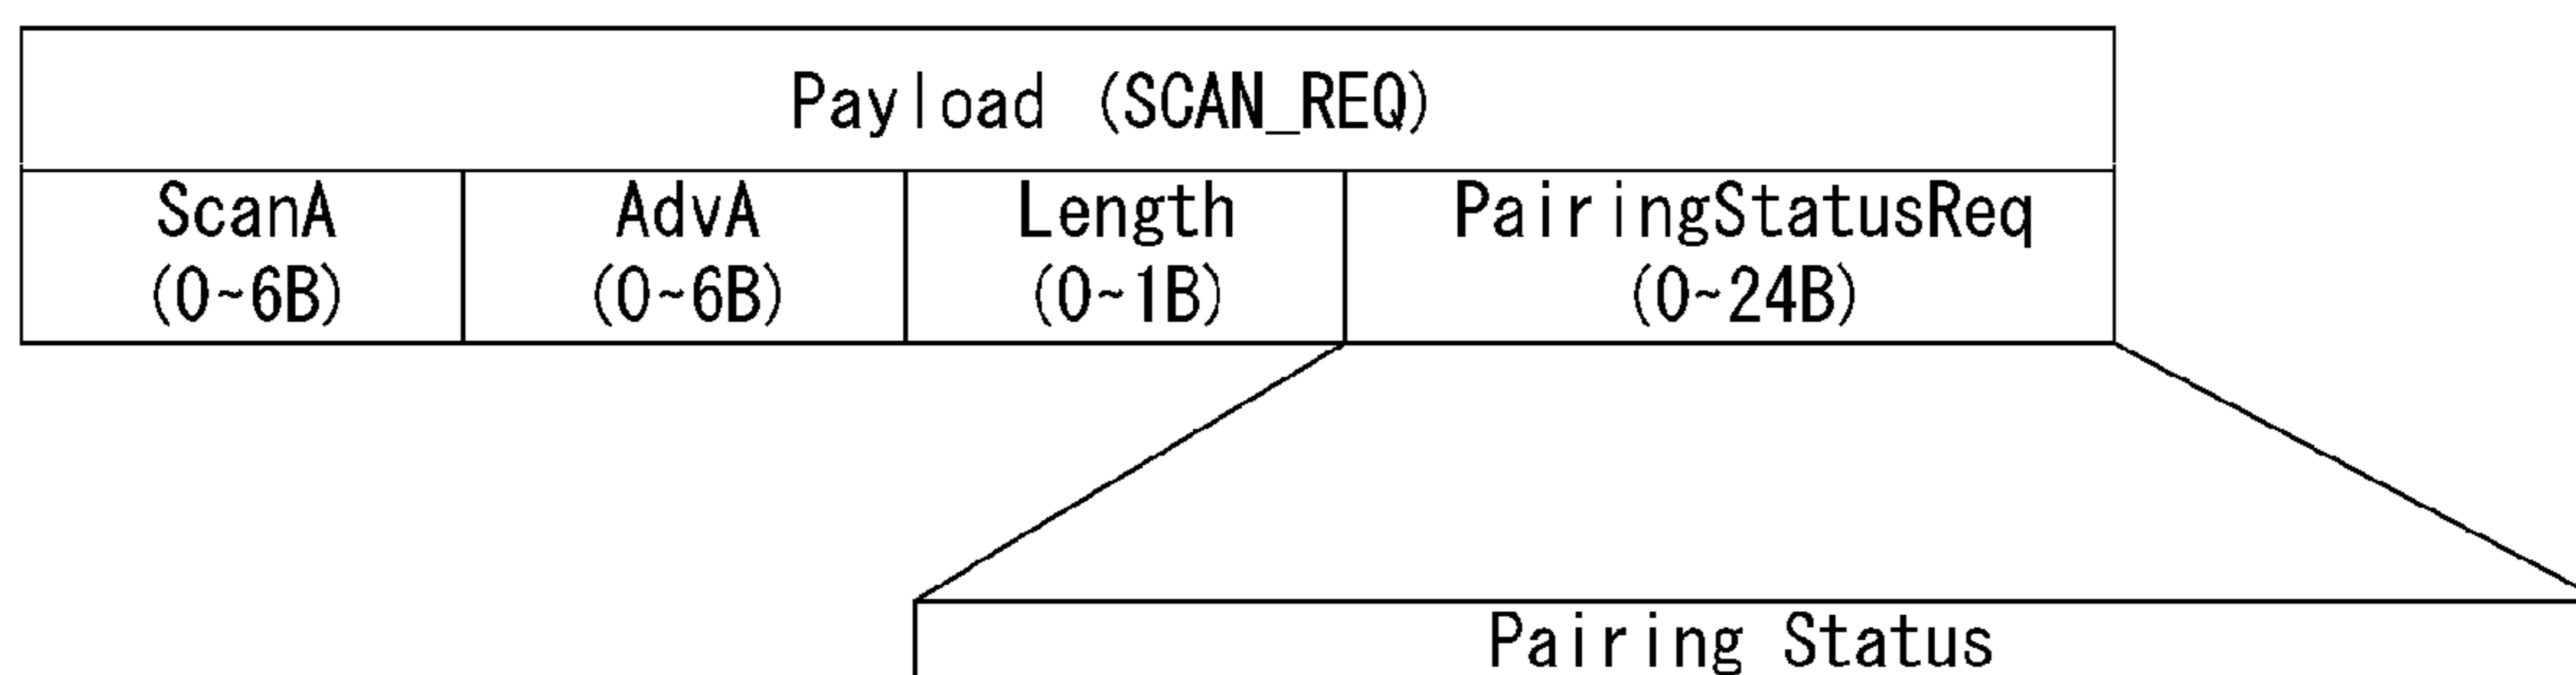 Payload (SCAN_REQ)
ScanA AdvA Length PairingStatusReq
(0~6B) (0~6B) (0~1B) (0~24B)
Pairing Status